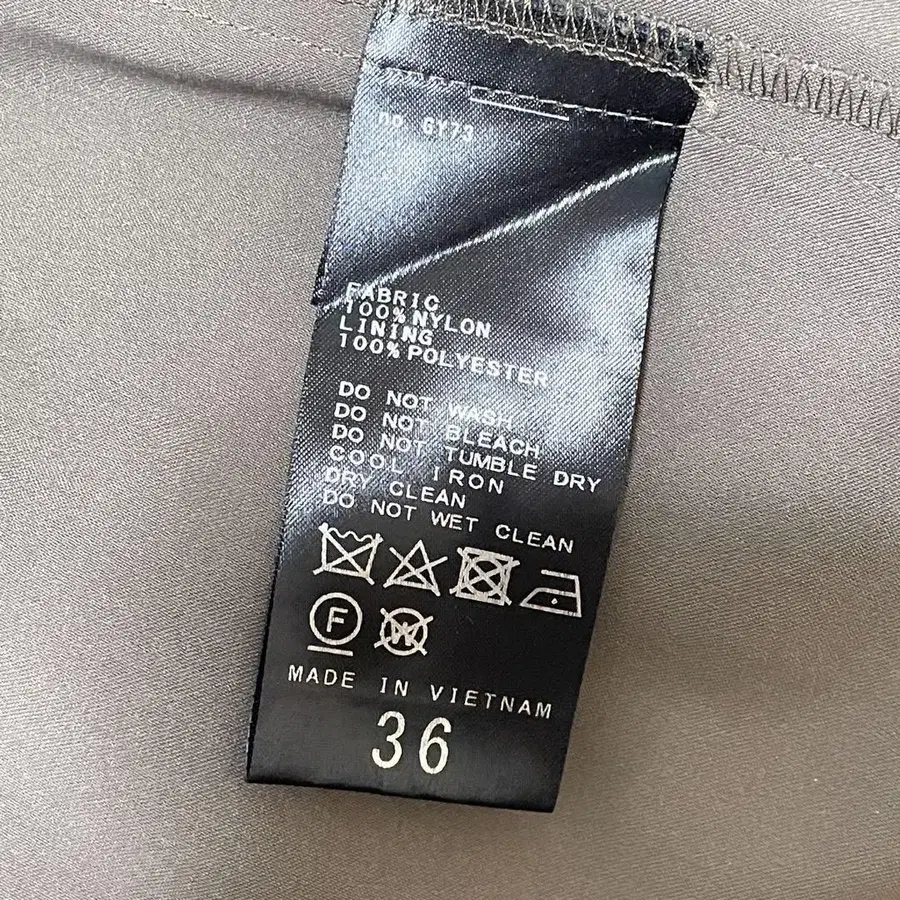 no. GY73
FABRIC
100%NYLON
LINING
100%POLYESTER
DO NOT WASH
DO NOT BLEACH
DO NOT TUMBLE DRY
COOL IRON
DRY CLEAN
DO NOT WET CLEAN
F W
MADE IN VIETNAM
36